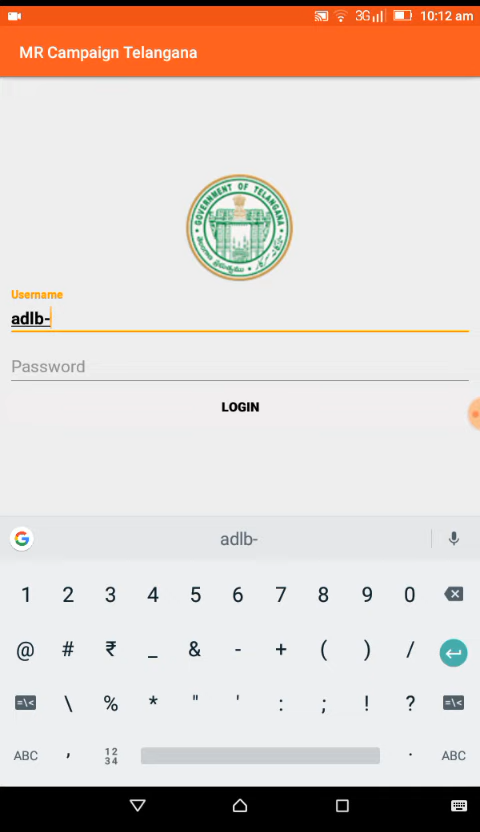 3G 10:12 am
MR Campaign Telangana
GOVERNMENT OF TELANGANA
Username
adlb-
Password
LOGIN
G adlb-
1 2 3 4 5 6 7 8 9 0
@ # ₹ _ & - + ( ) /
=\< \ % * " ' : ; ! ? =\<
ABC , 12 34 . ABC